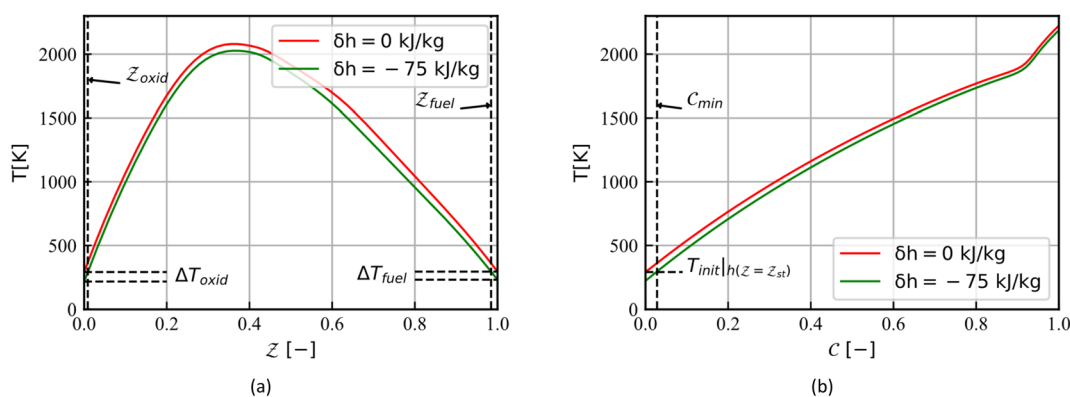 2000
1500
1000
500
0
T[K]
0.0 0.2 0.4 0.6 0.8 1.0
𝒵 [−]
δh = 0 kJ/kg
δh = −75 kJ/kg
𝒵oxid
𝒵fuel
ΔToxid
ΔTfuel
(a)
2000
1500
1000
500
0
T[K]
0.0 0.2 0.4 0.6 0.8 1.0
𝒞 [−]
𝒞min
δh = 0 kJ/kg
δh = −75 kJ/kg
Tinit|h(𝒵 = 𝒵st)
(b)